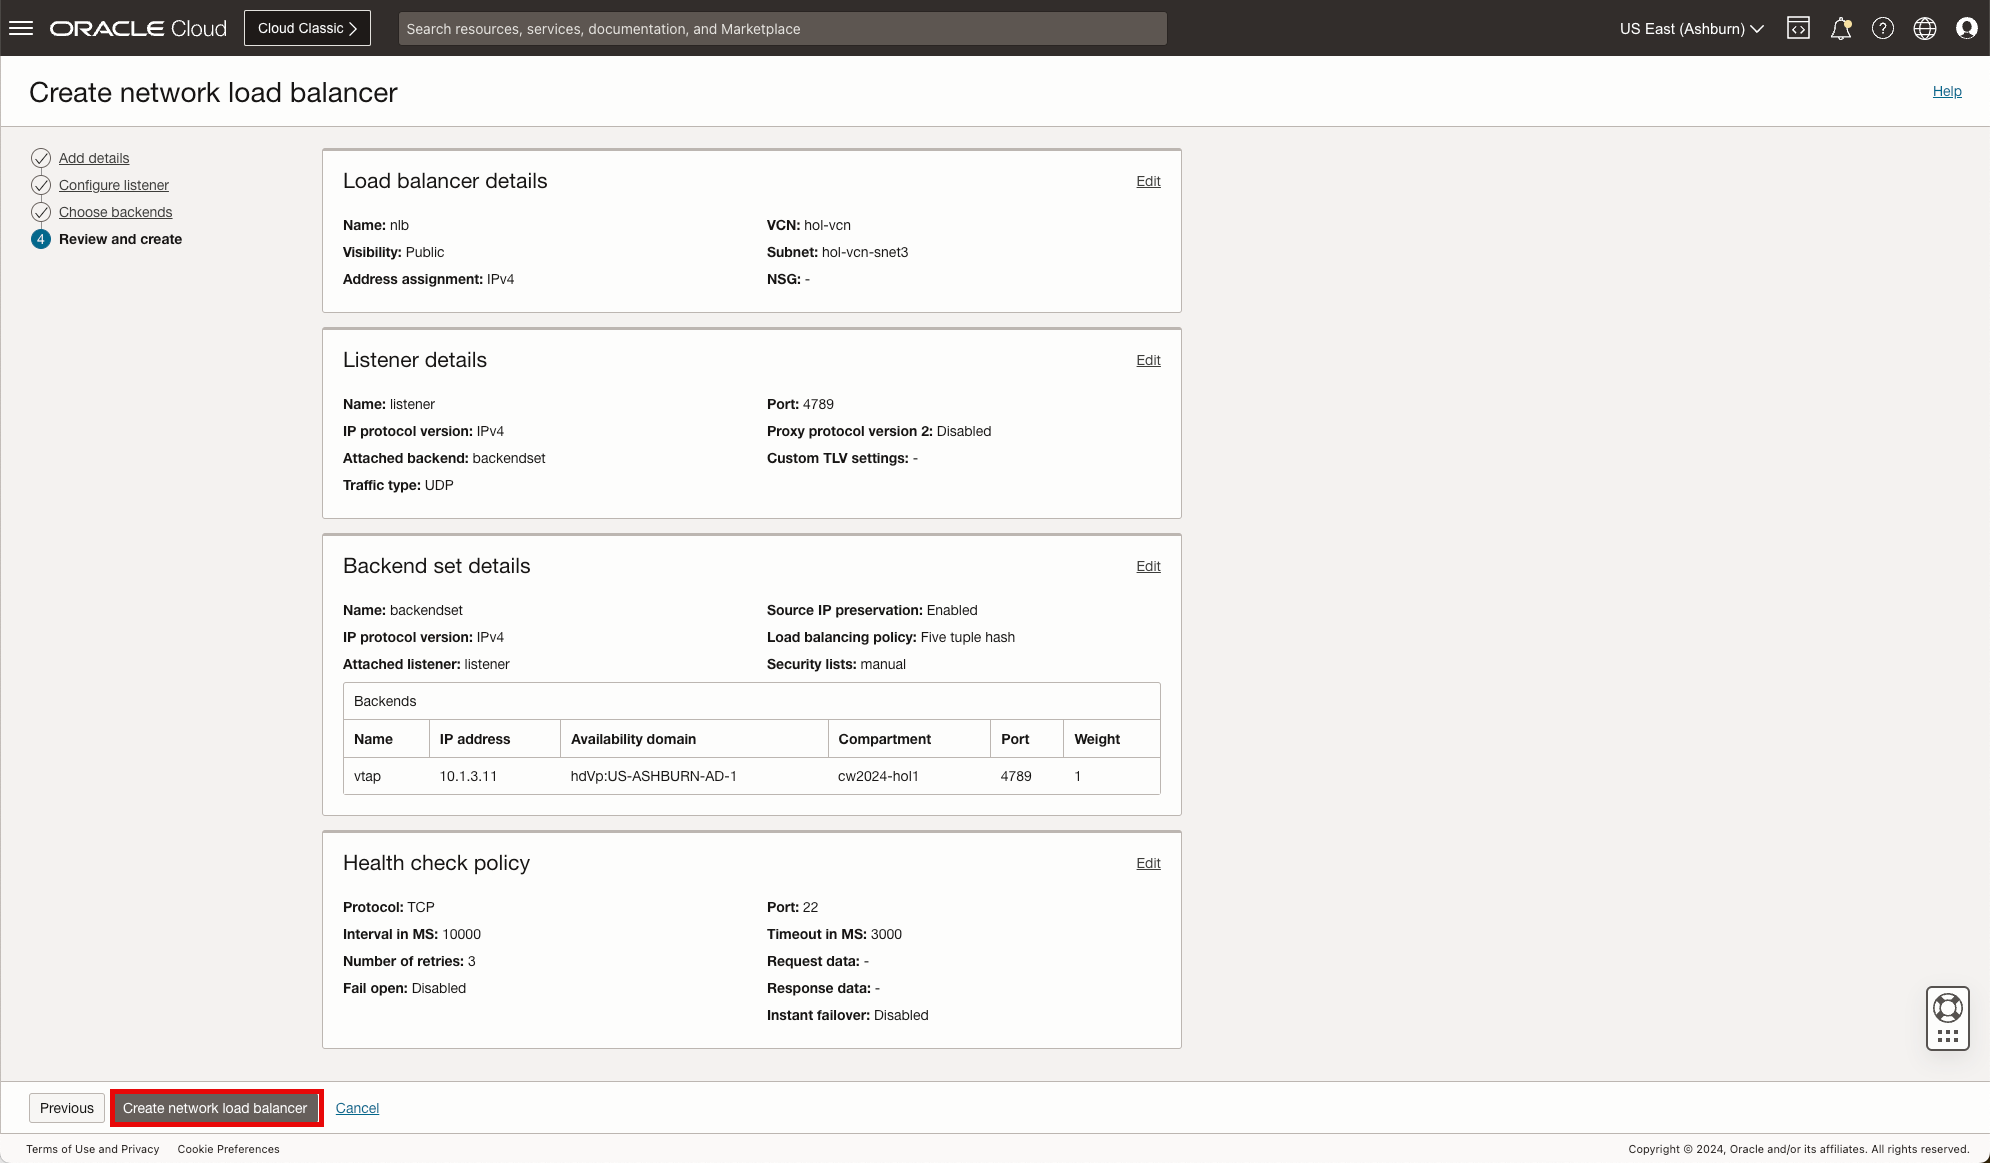 ORACLE Cloud
Cloud Classic
Search resources, services, documentation, and Marketplace
US East (Ashburn)
Create network load balancer
Help
Add details
Configure listener
Choose backends
4 Review and create
Load balancer details
Edit
Name: nlb
Visibility: Public
Address assignment: IPv4
VCN: hol-vcn
Subnet: hol-vcn-snet3
NSG: -
Listener details
Edit
Name: listener
IP protocol version: IPv4
Attached backend: backendset
Traffic type: UDP
Port: 4789
Proxy protocol version 2: Disabled
Custom TLV settings: -
Backend set details
Edit
Name: backendset
IP protocol version: IPv4
Attached listener: listener
Source IP preservation: Enabled
Load balancing policy: Five tuple hash
Security lists: manual
Backends
Name IP address Availability domain Compartment Port Weight
vtap 10.1.3.11 hdVp:US-ASHBURN-AD-1 cw2024-hol1 4789 1
Health check policy
Edit
Protocol: TCP
Interval in MS: 10000
Number of retries: 3
Fail open: Disabled
Port: 22
Timeout in MS: 3000
Request data: -
Response data: -
Instant failover: Disabled
Previous
Create network load balancer
Cancel
Terms of Use and Privacy
Cookie Preferences
Copyright © 2024, Oracle and/or its affiliates. All rights reserved.